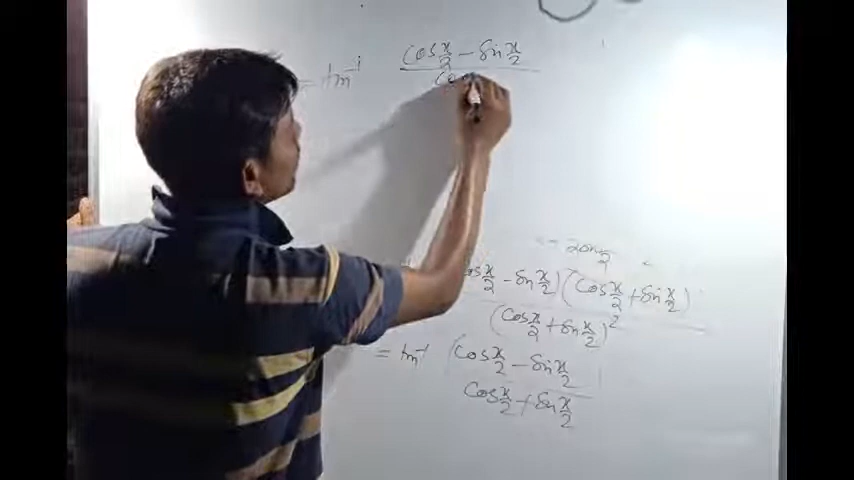 = tan⁻¹ cos x/2 - sin x/2
cos
cos x/2 - sin x/2) (cos x/2 + sin x/2)
(cos x/2 + sin x/2)²
= tan⁻¹ (cos x/2 - sin x/2
cos x/2 + sin x/2